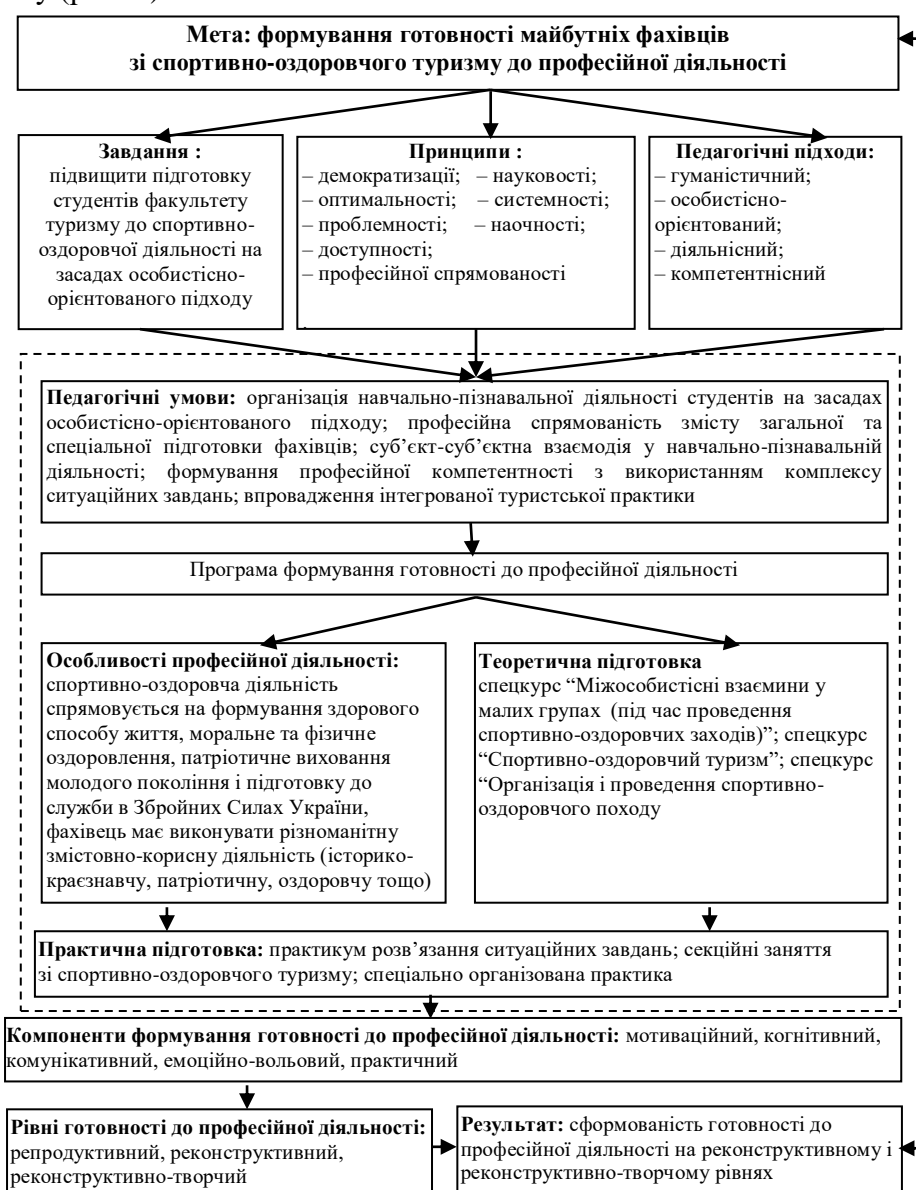 Мета: формування готовності майбутніх фахівців
зі спортивно-оздоровчого туризму до професійної діяльності
Завдання :
підвищити підготовку
студентів факультету
туризму до спортивно-
оздоровчої діяльності на
засадах особистісно-
орієнтованого підходу
Принципи :
– демократизації; – науковості;
– оптимальності; – системності;
– проблемності; – наочності;
– доступності;
– професійної спрямованості
Педагогічні підходи:
– гуманістичний;
– особистісно-
орієнтований;
– діяльнісний;
– компетентнісний
Педагогічні умови: організація навчально-пізнавальної діяльності студентів на засадах
особистісно-орієнтованого підходу; професійна спрямованість змісту загальної та
спеціальної підготовки фахівців; суб’єкт-суб’єктна взаємодія у навчально-пізнавальній
діяльності; формування професійної компетентності з використанням комплексу
ситуаційних завдань; впровадження інтегрованої туристської практики
Програма формування готовності до професійної діяльності
Особливості професійної діяльності:
спортивно-оздоровча діяльність
спрямовується на формування здорового
способу життя, моральне та фізичне
оздоровлення, патріотичне виховання
молодого покоління і підготовку до
служби в Збройних Силах України,
фахівець має виконувати різноманітну
змістовно-корисну діяльність (історико-
краєзнавчу, патріотичну, оздоровчу тощо)
Теоретична підготовка
спецкурс “Міжособистісні взаємини у
малих групах (під час проведення
спортивно-оздоровчих заходів)”; спецкурс
“Спортивно-оздоровчий туризм”; спецкурс
“Організація і проведення спортивно-
оздоровчого походу
Практична підготовка: практикум розв’язання ситуаційних завдань; секційні заняття
зі спортивно-оздоровчого туризму; спеціально організована практика
Компоненти формування готовності до професійної діяльності: мотиваційний, когнітивний,
комунікативний, емоційно-вольовий, практичний
Рівні готовності до професійної діяльності:
репродуктивний, реконструктивний,
реконструктивно-творчий
Результат: сформованість готовності до
професійної діяльності на реконструктивному і
реконструктивно-творчому рівнях